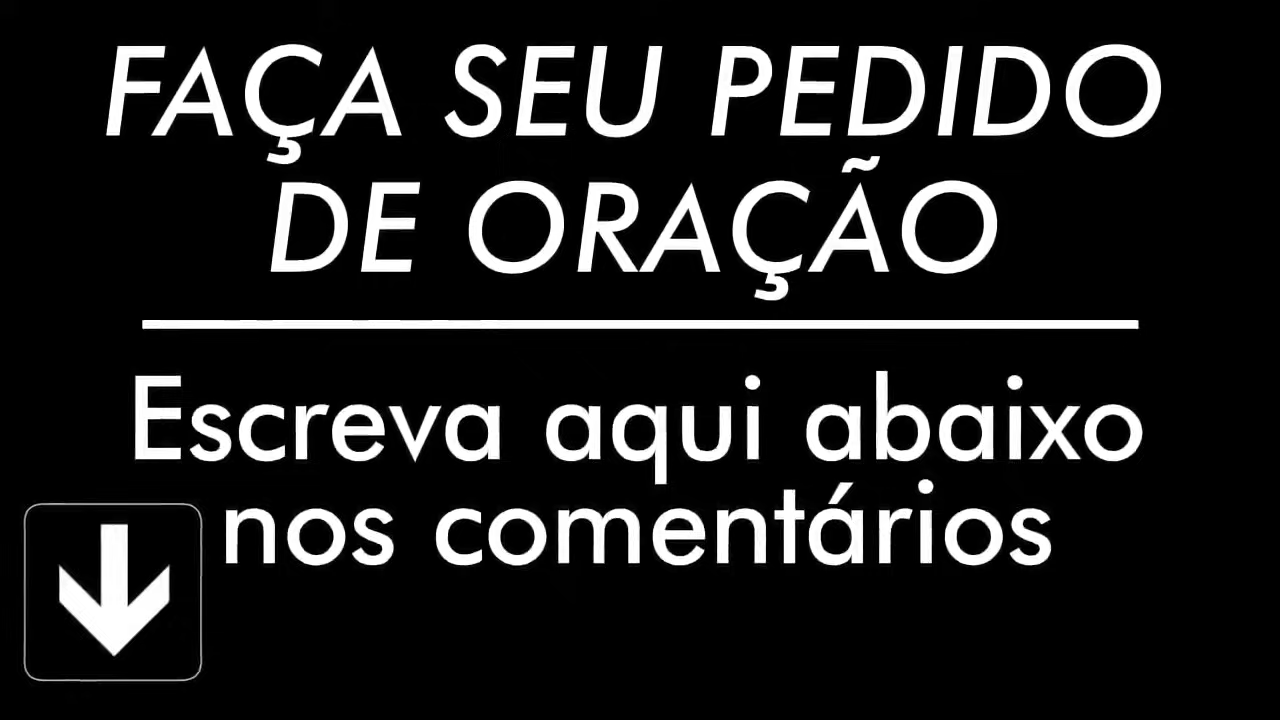 FAÇA SEU PEDIDO
DE ORAÇÃO
Escreva aqui abaixo
nos comentários